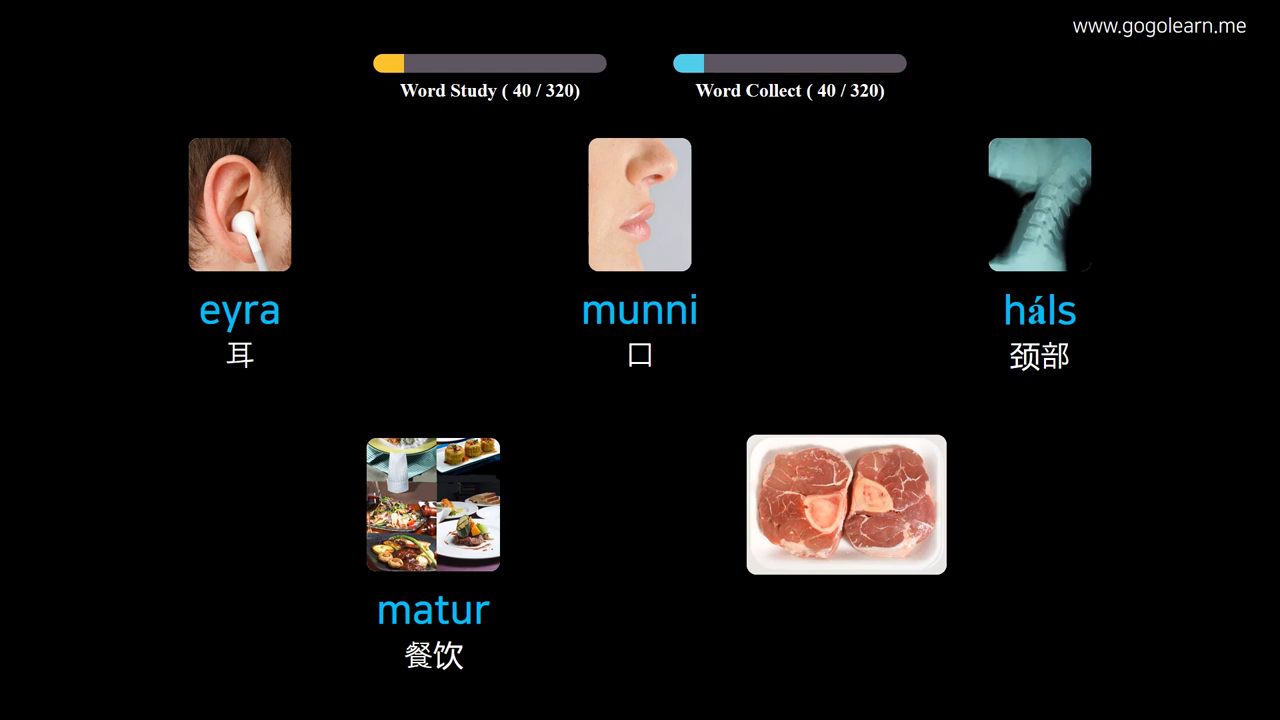 www.gogolearn.me
Word Study ( 40 / 320)
Word Collect ( 40 / 320)
eyra
耳
munni
口
háls
颈部
matur
餐饮